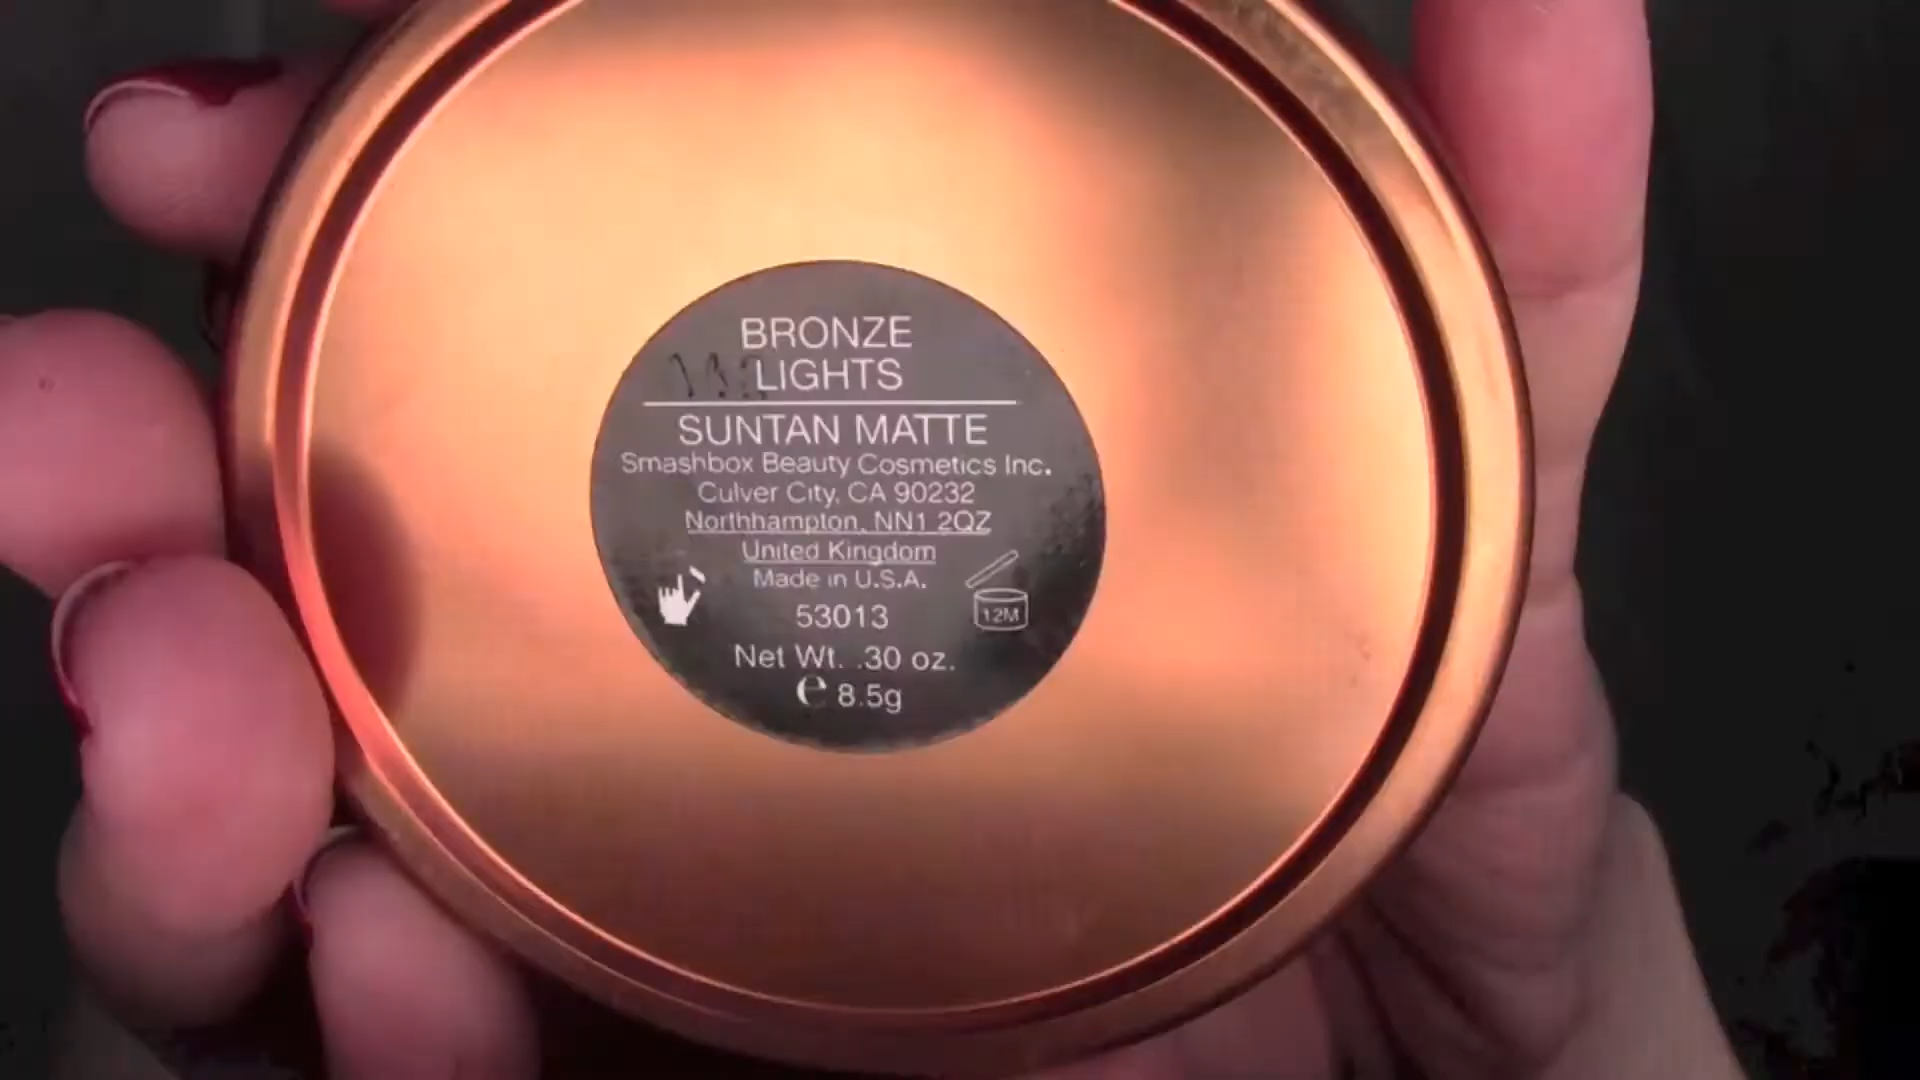 BRONZE
LIGHTS
SUNTAN MATTE
Smashbox Beauty Cosmetics Inc.
Culver City, CA 90232
Northhampton, NN1 2QZ
United Kingdom
Made in U.S.A.
53013
12M
Net Wt. .30 oz.
℮ 8.5g